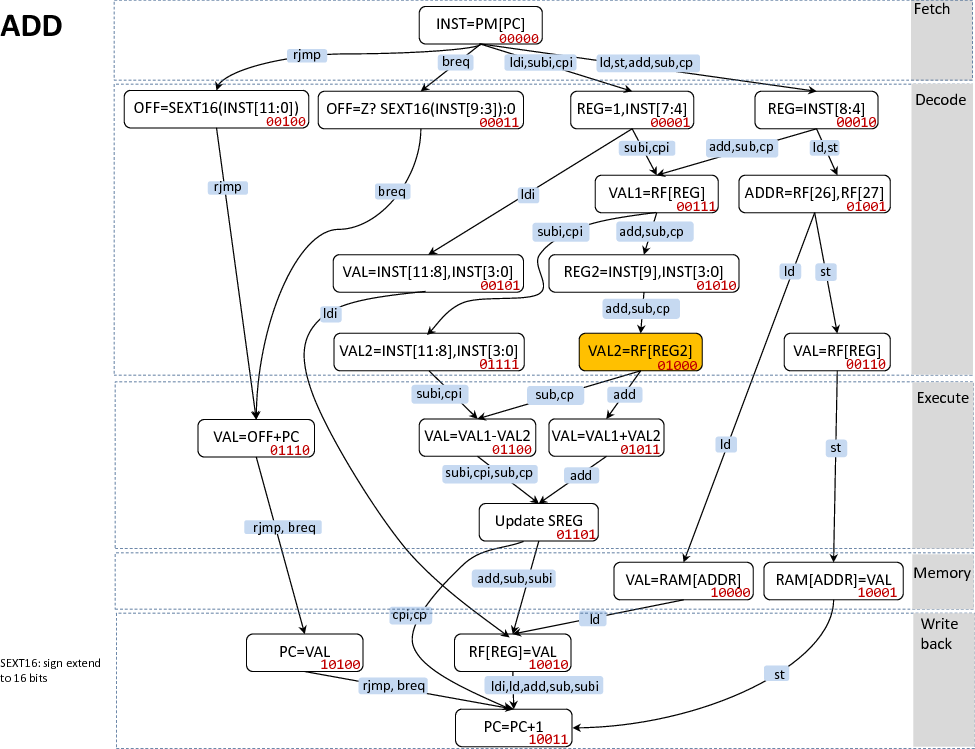 ADD
Fetch
INST=PM[PC]
00000
rjmp
breq
ldi,subi,cpi
ld,st,add,sub,cp
Decode
OFF=SEXT16(INST[11:0])
00100
OFF=Z? SEXT16(INST[9:3]):0
00011
REG=1,INST[7:4]
00001
REG=INST[8:4]
00010
subi,cpi
add,sub,cp
ld,st
rjmp
breq
ldi
VAL1=RF[REG]
00111
ADDR=RF[26],RF[27]
01001
subi,cpi
add,sub,cp
VAL=INST[11:8],INST[3:0]
00101
REG2=INST[9],INST[3:0]
01010
ld
st
ldi
add,sub,cp
VAL2=INST[11:8],INST[3:0]
01111
VAL2=RF[REG2]
01000
VAL=RF[REG]
00110
Execute
subi,cpi
sub,cp
add
VAL=OFF+PC
01110
VAL=VAL1-VAL2
01100
VAL=VAL1+VAL2
01011
ld
st
subi,cpi,sub,cp
add
Update SREG
01101
rjmp, breq
Memory
add,sub,subi
VAL=RAM[ADDR]
10000
RAM[ADDR]=VAL
10001
cpi,cp
ld
Write
back
PC=VAL
10100
RF[REG]=VAL
10010
SEXT16: sign extend
to 16 bits
rjmp, breq
ldi,ld,add,sub,subi
st
PC=PC+1
10011